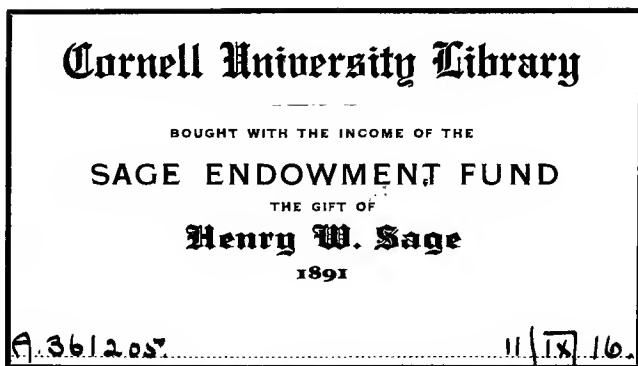 Cornell University Library
BOUGHT WITH THE INCOME OF THE
SAGE ENDOWMENT FUND
THE GIFT OF
Henry W. Sage
1891
A.361205. 11/IX/16.